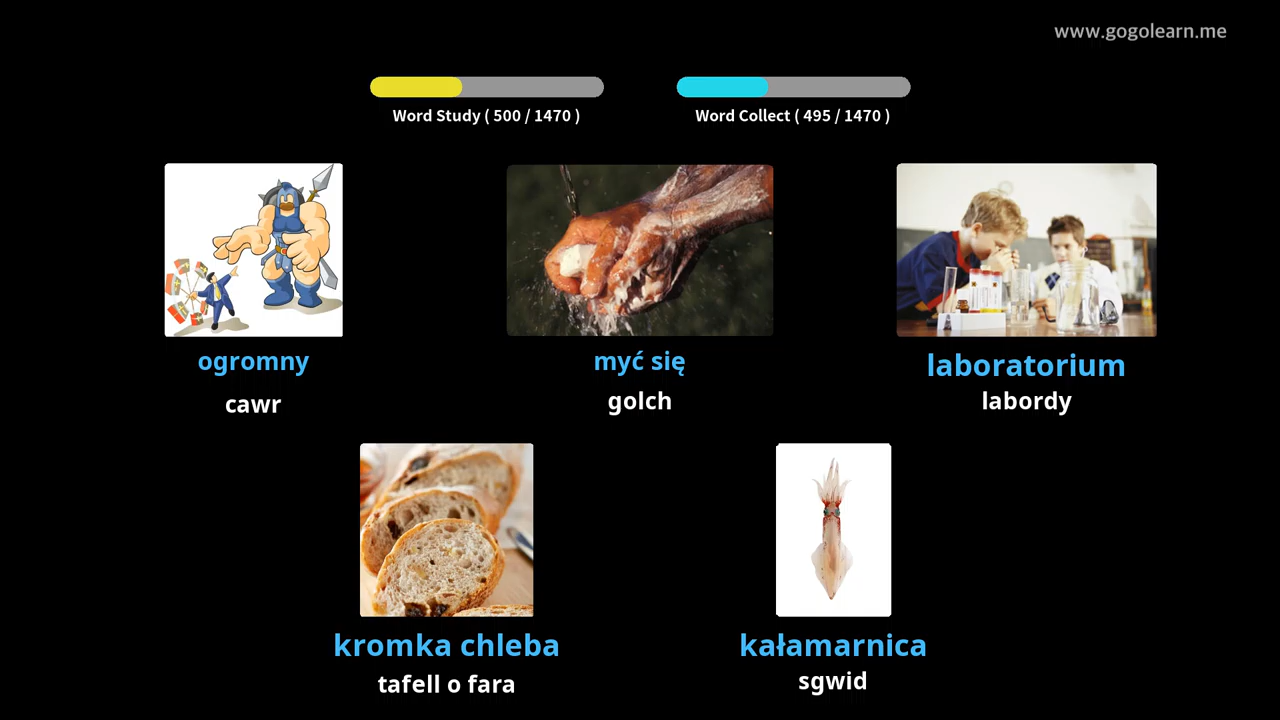 www.gogolearn.me
Word Study ( 500 / 1470 )
Word Collect ( 495 / 1470 )
ogromny
cawr
myć się
golch
laboratorium
labordy
kromka chleba
tafell o fara
kałamarnica
sgwid